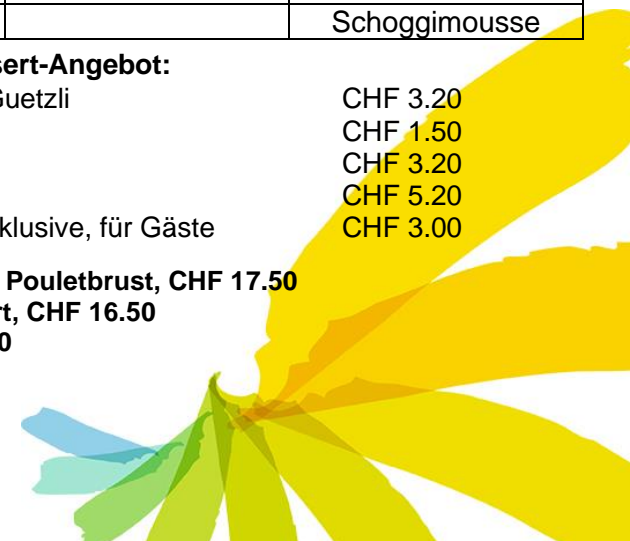 Schoggimousse
sert-Angebot:
Guetzli CHF 3.20
CHF 1.50
CHF 3.20
CHF 5.20
klusive, für Gäste CHF 3.00
Pouletbrust, CHF 17.50
t, CHF 16.50
0